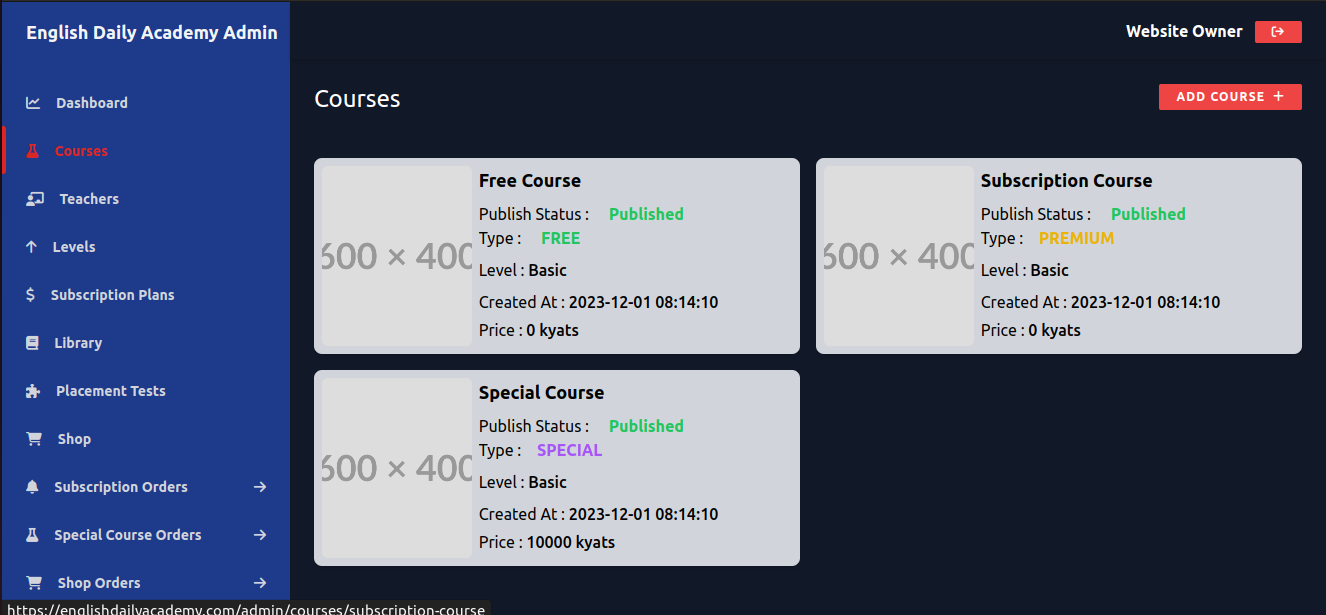 English Daily Academy Admin
Website Owner
Dashboard
Courses
Teachers
Levels
Subscription Plans
Library
Placement Tests
Shop
Subscription Orders
Special Course Orders
Shop Orders
Courses
ADD COURSE +
600 × 400
Free Course
Publish Status : Published
Type : FREE
Level : Basic
Created At : 2023-12-01 08:14:10
Price : 0 kyats
600 × 400
Subscription Course
Publish Status : Published
Type : PREMIUM
Level : Basic
Created At : 2023-12-01 08:14:10
Price : 0 kyats
600 × 400
Special Course
Publish Status : Published
Type : SPECIAL
Level : Basic
Created At : 2023-12-01 08:14:10
Price : 10000 kyats
https://englishdailyacademy.com/admin/courses/subscription-course